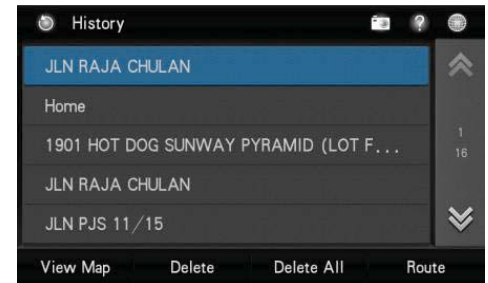 History
?
JLN RAJA CHULAN
Home
1901 HOT DOG SUNWAY PYRAMID (LOT F...
1
16
JLN RAJA CHULAN
JLN PJS 11/15
View Map Delete Delete All Route